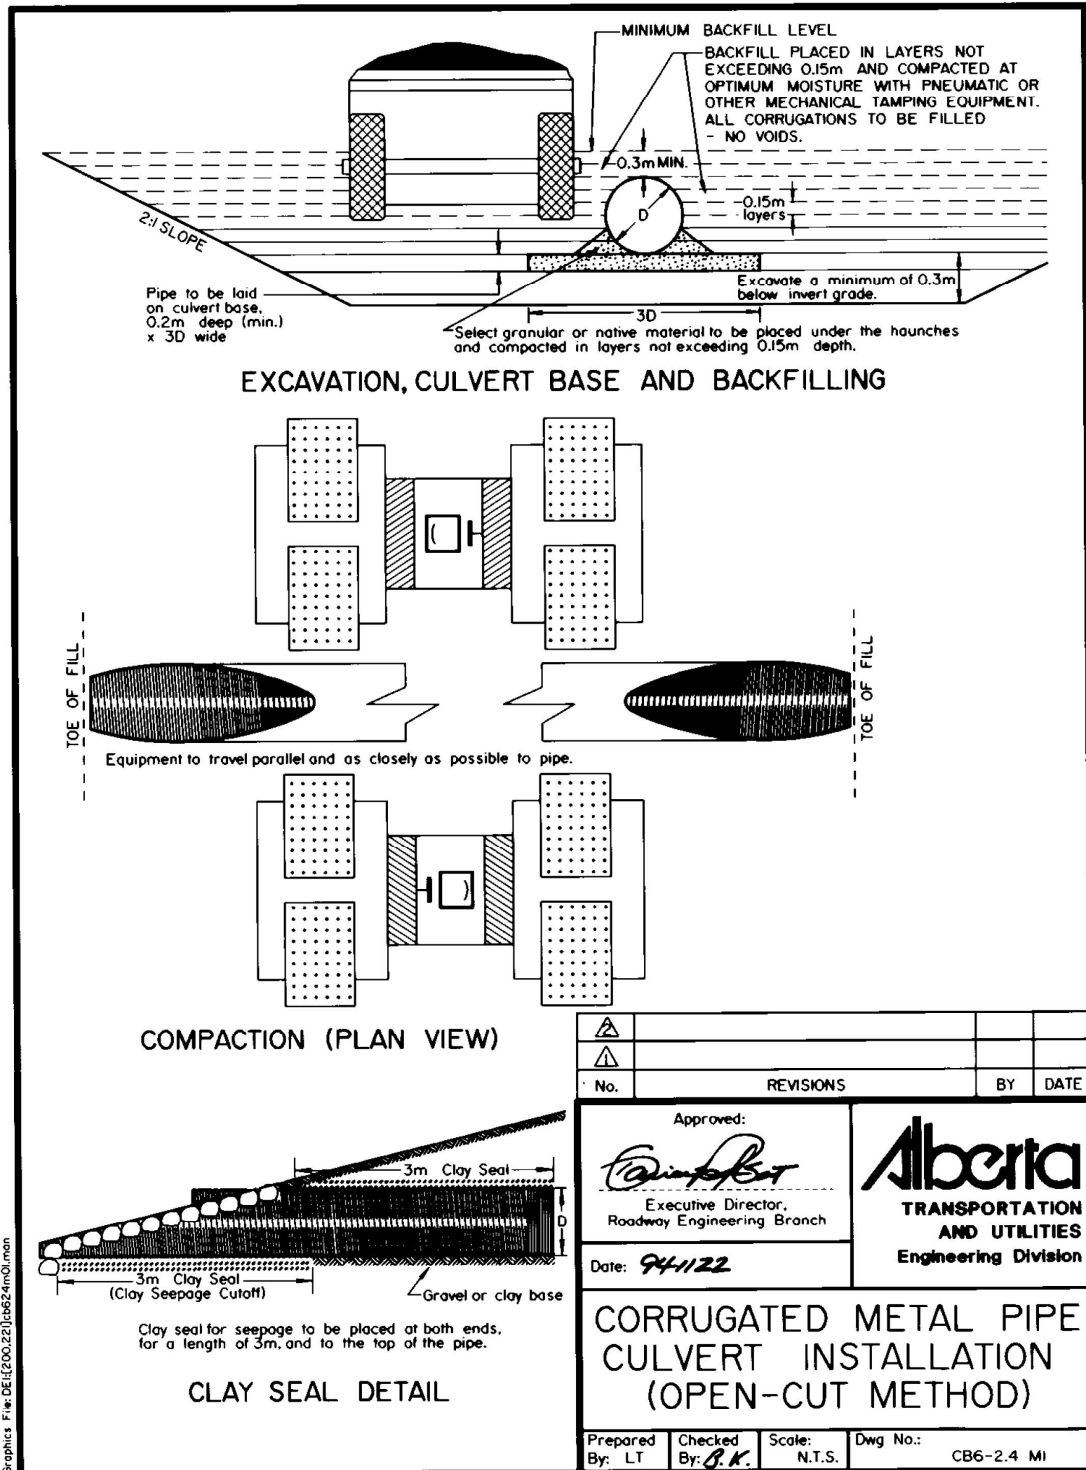 MINIMUM BACKFILL LEVEL
BACKFILL PLACED IN LAYERS NOT
EXCEEDING 0.15m AND COMPACTED AT
OPTIMUM MOISTURE WITH PNEUMATIC OR
OTHER MECHANICAL TAMPING EQUIPMENT.
ALL CORRUGATIONS TO BE FILLED
- NO VOIDS.
0.3m MIN.
D
0.15m
layers
2:1 SLOPE
Pipe to be laid
on culvert base,
0.2m deep (min.)
x 3D wide
Excavate a minimum of 0.3m
below invert grade.
3D
Select granular or native material to be placed under the haunches
and compacted in layers not exceeding 0.15m depth.
EXCAVATION, CULVERT BASE AND BACKFILLING
TOE OF FILL
TOE OF FILL
Equipment to travel parallel and as closely as possible to pipe.
COMPACTION (PLAN VIEW)
3m Clay Seal
D
3m Clay Seal
(Clay Seepage Cutoff)
Gravel or clay base
Clay seal for seepage to be placed at both ends,
for a length of 3m, and to the top of the pipe.
CLAY SEAL DETAIL
2
1
No. REVISIONS BY DATE
Approved:
Executive Director,
Roadway Engineering Branch
Date: 941122
Alberta
TRANSPORTATION
AND UTILITIES
Engineering Division
CORRUGATED METAL PIPE
CULVERT INSTALLATION
(OPEN-CUT METHOD)
Prepared By: LT
Checked By: B.K.
Scale: N.T.S.
Dwg No.: CB6-2.4 M1